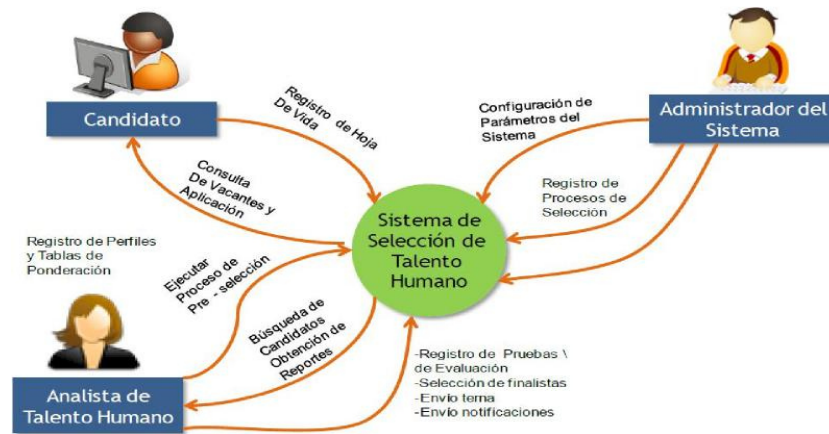 Candidato
Registro de Hoja
De Vida
Consulta
De Vacantes y
Aplicación
Configuración de
Parámetros del
Sistema
Administrador del
Sistema
Registro de
Procesos de
Selección
Sistema de
Selección de
Talento
Humano
Registro de Perfiles
y Tablas de
Ponderación
Ejecutar
Proceso de
Pre - selección
Búsqueda de
Candidatos
Obtención de
Reportes
Analista de
Talento Humano
-Registro de Pruebas \
de Evaluación
-Selección de finalistas
-Envío terna
-Envío notificaciones